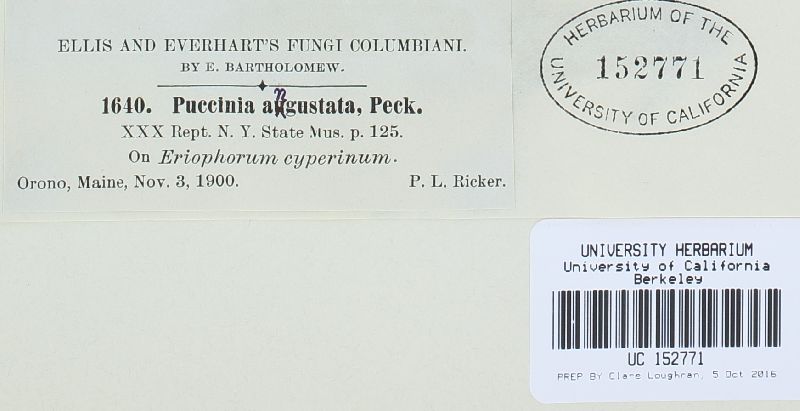 ELLIS AND EVERHART'S FUNGI COLUMBIANI.
BY E. BARTHOLOMEW.
1640. Puccinia angustata, Peck.
XXX Rept. N. Y. State Mus. p. 125.
On Eriophorum cyperinum.
Orono, Maine, Nov. 3, 1900. P. L. Ricker.
HERBARIUM OF THE
152771
UNIVERSITY OF CALIFORNIA
UNIVERSITY HERBARIUM
University of California
Berkeley
UC 152771
PREP BY Clare Loughran, 5 Oct 2016